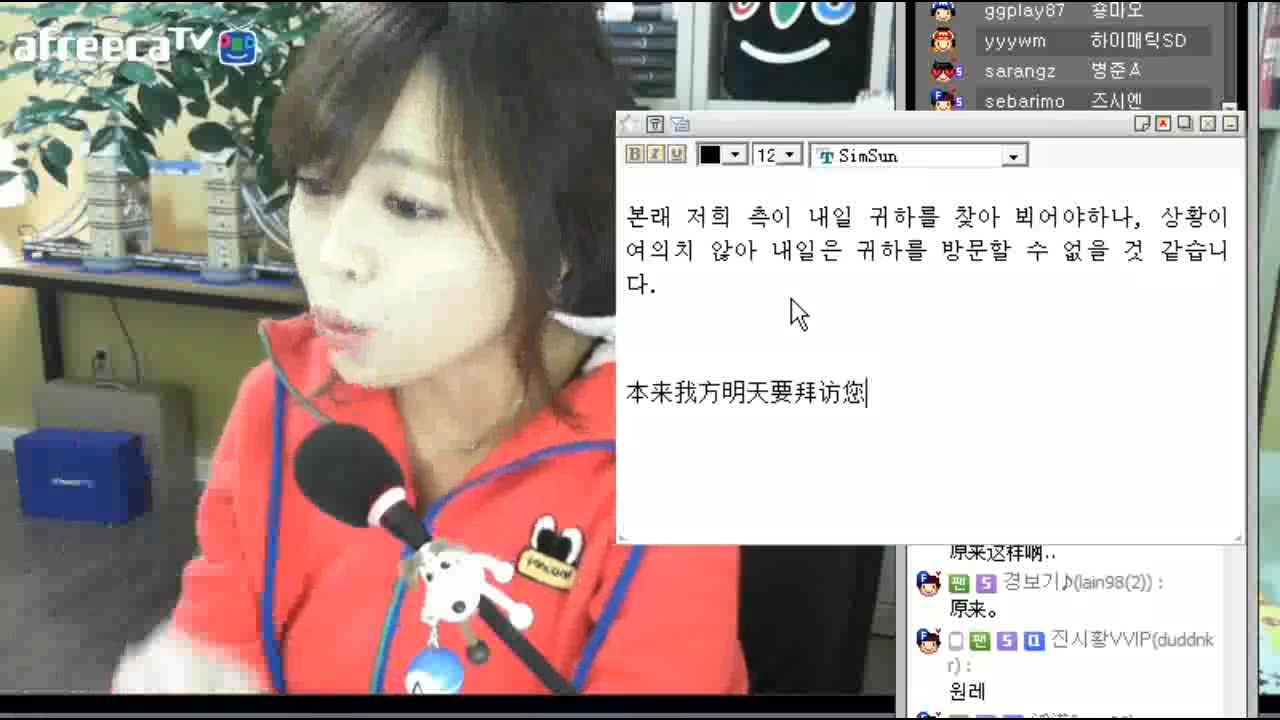 afreecaTV
ggplay87 횽마오
yyywm 하이매틱SD
sarangz 병준A
sebarimo 즈시엔
B I U 12 SimSun
본래 저희 측이 내일 귀하를 찾아 뵈어야하나, 상황이
여의치 않아 내일은 귀하를 방문할 수 없을 것 같습니
다.
本来我方明天要拜访您
原来这样啊..
팬 S 경보기♪(lain98(2)) :
原来。
팬 S Q 진시황VVIP(duddnk
r) :
원레